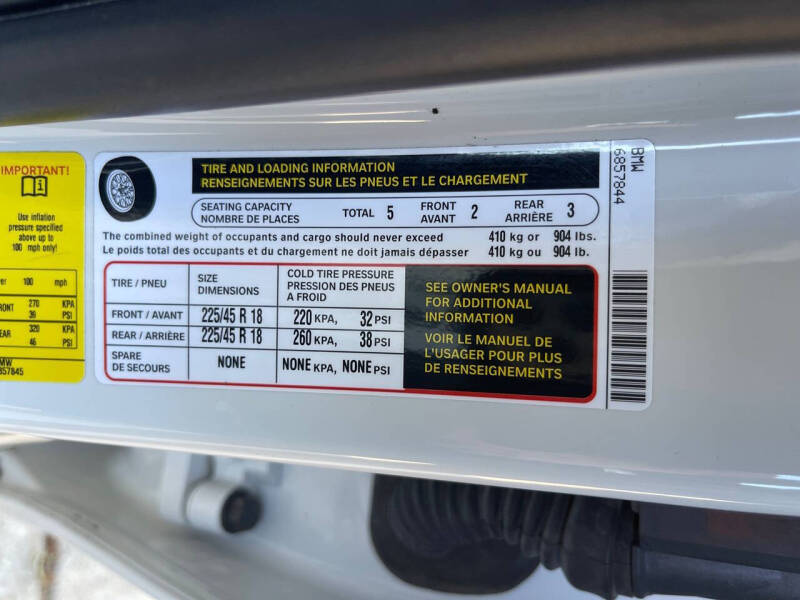 IMPORTANT!
Use inflation
pressure specified
above up to
100 mph only!
100 mph
270 KPA
39 PSI
320 KPA
46 PSI
TIRE AND LOADING INFORMATION
RENSEIGNEMENTS SUR LES PNEUS ET LE CHARGEMENT
SEATING CAPACITY
NOMBRE DE PLACES
TOTAL 5
FRONT
AVANT 2
REAR
ARRIÈRE 3
The combined weight of occupants and cargo should never exceed 410 kg or 904 lbs.
Le poids total des occupants et du chargement ne doit jamais dépasser 410 kg ou 904 lb.
TIRE / PNEU
SIZE
DIMENSIONS
COLD TIRE PRESSURE
PRESSION DES PNEUS
A FROID
FRONT / AVANT 225/45 R 18 220 KPA, 32 PSI
REAR / ARRIÈRE 225/45 R 18 260 KPA, 38 PSI
SPARE
DE SECOURS
NONE NONE KPA, NONE PSI
SEE OWNER'S MANUAL
FOR ADDITIONAL
INFORMATION
VOIR LE MANUEL DE
L'USAGER POUR PLUS
DE RENSEIGNEMENTS
BMW
6857844